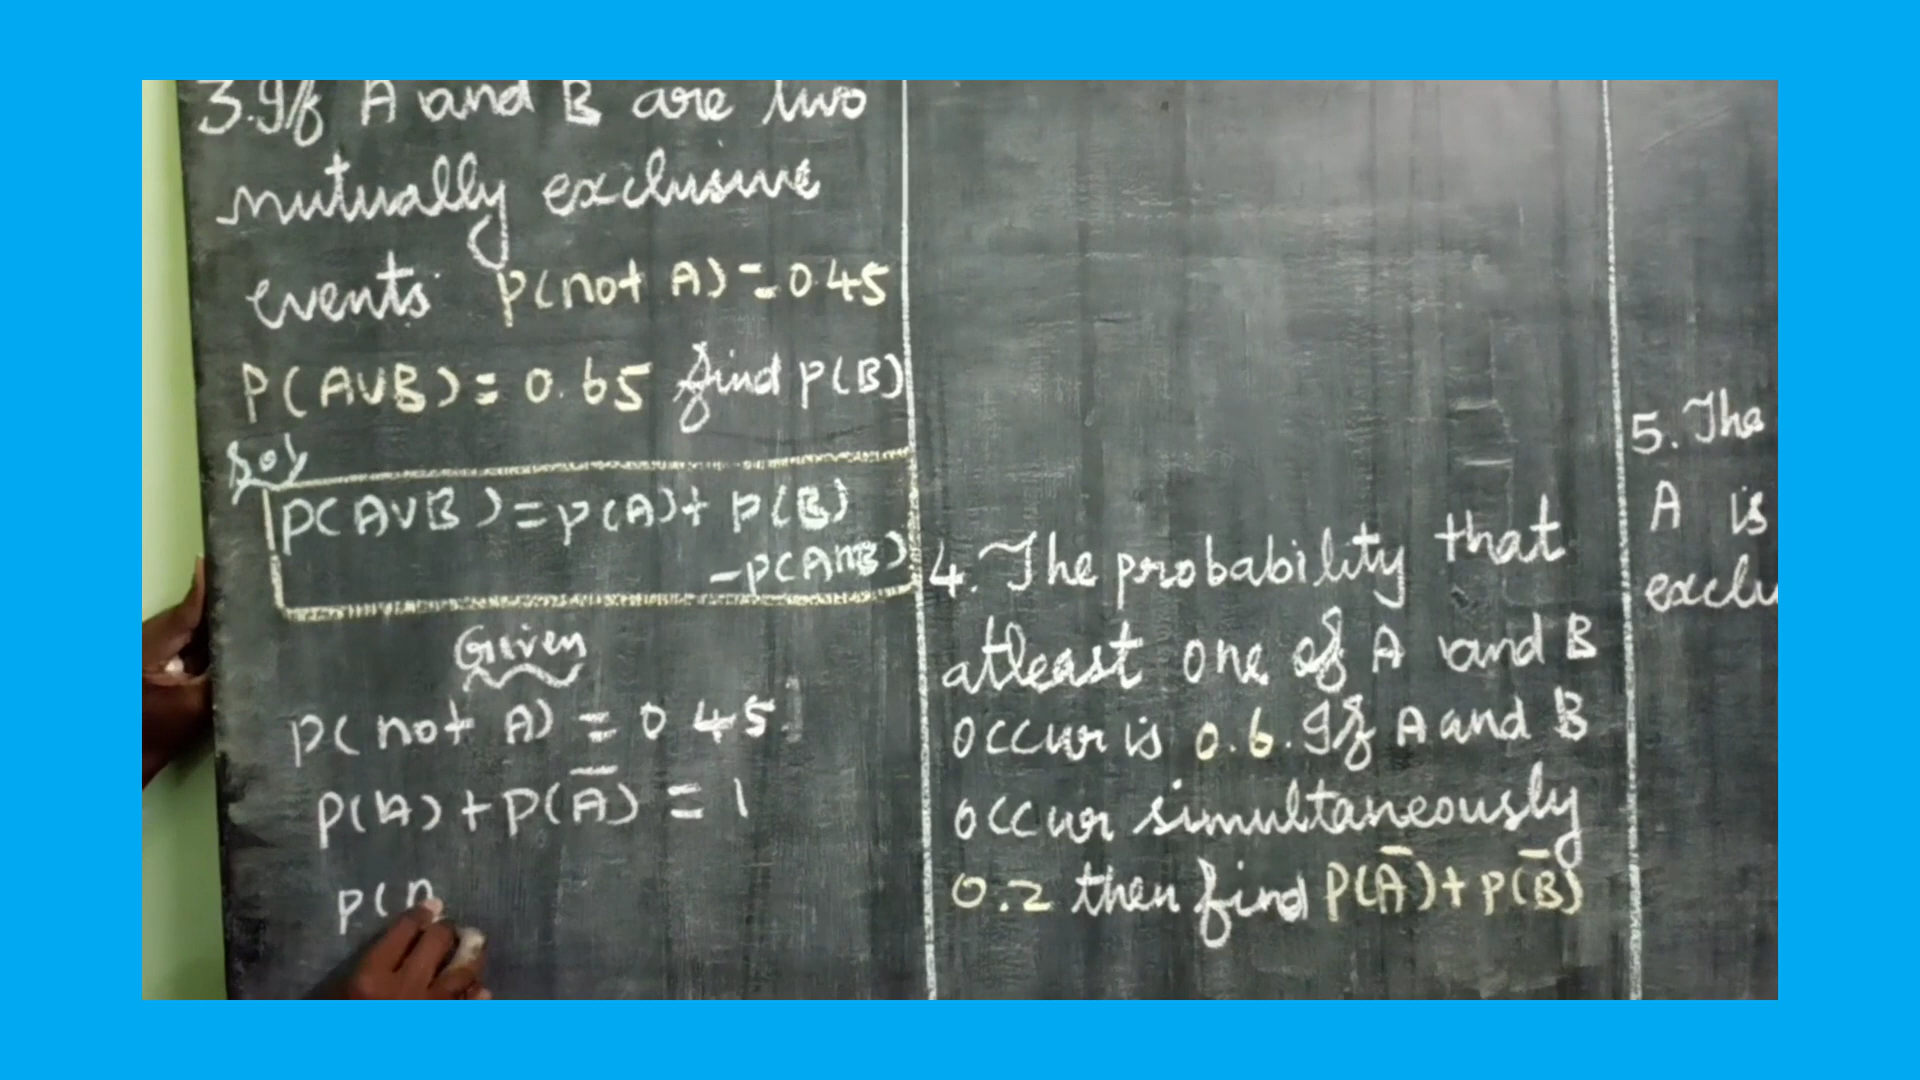 3. If A and B are two
mutually exclusive
events P(not A) = 0.45
P(A∪B) = 0.65 find P(B)
Sol
P(A∪B) = P(A) + P(B)
- P(A∩B)
Given
P(not A) = 0.45
P(A) + P(A̅) = 1
P(A
4. The probability that
atleast one of A and B
occur is 0.6. If A and B
occur simultaneously
0.2 then find P(A̅) + P(B̅)
5. The
A is
exclu